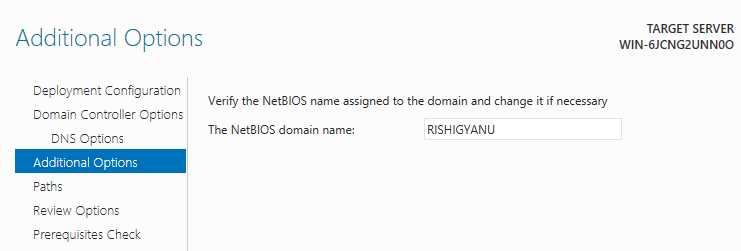 Additional Options
TARGET SERVER
WIN-6JCNG2UNN0O
Deployment Configuration
Domain Controller Options
DNS Options
Additional Options
Paths
Review Options
Prerequisites Check
Verify the NetBIOS name assigned to the domain and change it if necessary
The NetBIOS domain name: RISHIGYANU